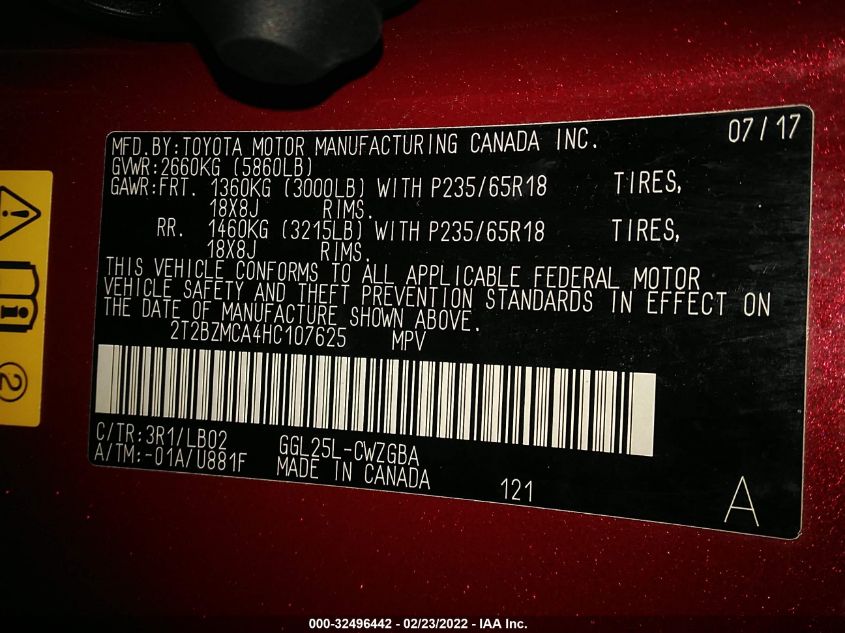 07/17
MFD.BY:TOYOTA MOTOR MANUFACTURING CANADA INC.
GVWR:2660KG (5860LB)
GAWR:FRT. 1360KG (3000LB) WITH P235/65R18 TIRES,
18X8J RIMS.
RR. 1460KG (3215LB) WITH P235/65R18 TIRES,
18X8J RIMS.
THIS VEHICLE CONFORMS TO ALL APPLICABLE FEDERAL MOTOR
VEHICLE SAFETY AND THEFT PREVENTION STANDARDS IN EFFECT ON
THE DATE OF MANUFACTURE SHOWN ABOVE.
2T2BZMCA4HC107625 MPV
C/TR:3R1/LB02 GGL25L-CWZGBA
A/TM:-01A/U881F MADE IN CANADA
121
A
2
000-32496442 - 02/23/2022 - IAA Inc.